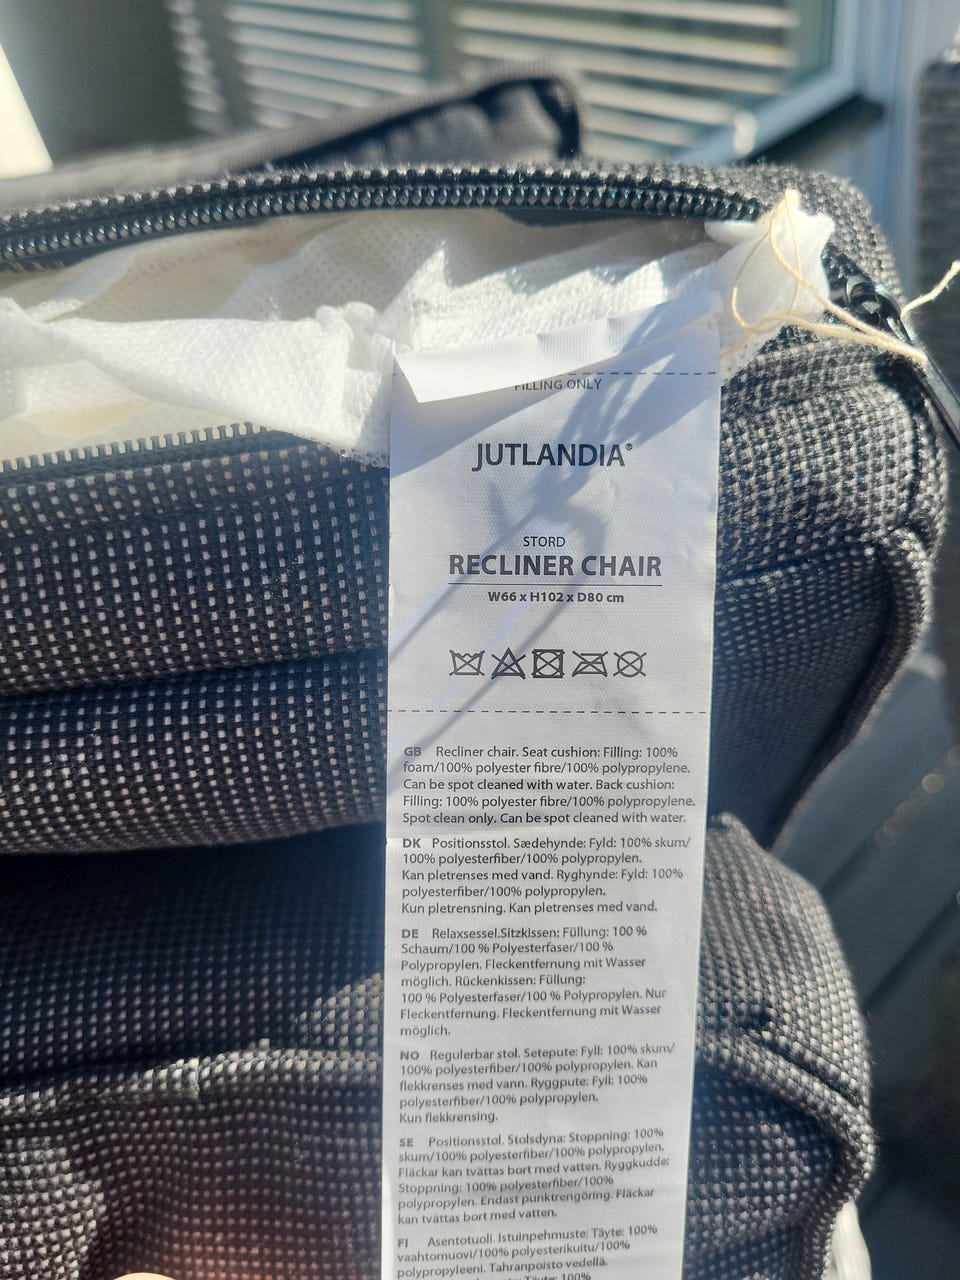 FILLING ONLY
JUTLANDIA®
STORD
RECLINER CHAIR
W66 x H102 x D80 cm
GB Recliner chair. Seat cushion: Filling: 100%
foam/100% polyester fibre/100% polypropylene.
Can be spot cleaned with water. Back cushion:
Filling: 100% polyester fibre/100% polypropylene.
Spot clean only. Can be spot cleaned with water.
DK Positionsstol. Sædehynde: Fyld: 100% skum/
100% polyesterfiber/100% polypropylen.
Kan pletrenses med vand. Ryghynde: Fyld: 100%
polyesterfiber/100% polypropylen.
Kun pletrensning. Kan pletrenses med vand.
DE Relaxsessel.Sitzkissen: Füllung: 100 %
Schaum/100 % Polyesterfaser/100 %
Polypropylen. Fleckentfernung mit Wasser
möglich. Rückenkissen: Füllung:
100 % Polyesterfaser/100 % Polypropylen. Nur
Fleckentfernung. Fleckentfernung mit Wasser
möglich.
NO Regulerbar stol. Setepute: Fyll: 100% skum/
100% polyesterfiber/100% polypropylen. Kan
flekkrenses med vann. Ryggpute: Fyll: 100%
polyesterfiber/100% polypropylen.
Kun flekkrensing.
SE Positionsstol. Stolsdyna: Stoppning: 100%
skum/100% polyesterfiber/100% polypropylen.
Fläckar kan tvättas bort med vatten. Ryggkudde:
Stoppning: 100% polyesterfiber/100%
polypropylen. Endast punktrengöring. Fläckar
kan tvättas bort med vatten.
FI Asentotuoli. Istuinpehmuste: Täyte: 100%
vaahtomuovi/100% polyesterikuitu/100%
polypropyleeni. Tahranpoisto vedellä.
Täyte: 100%